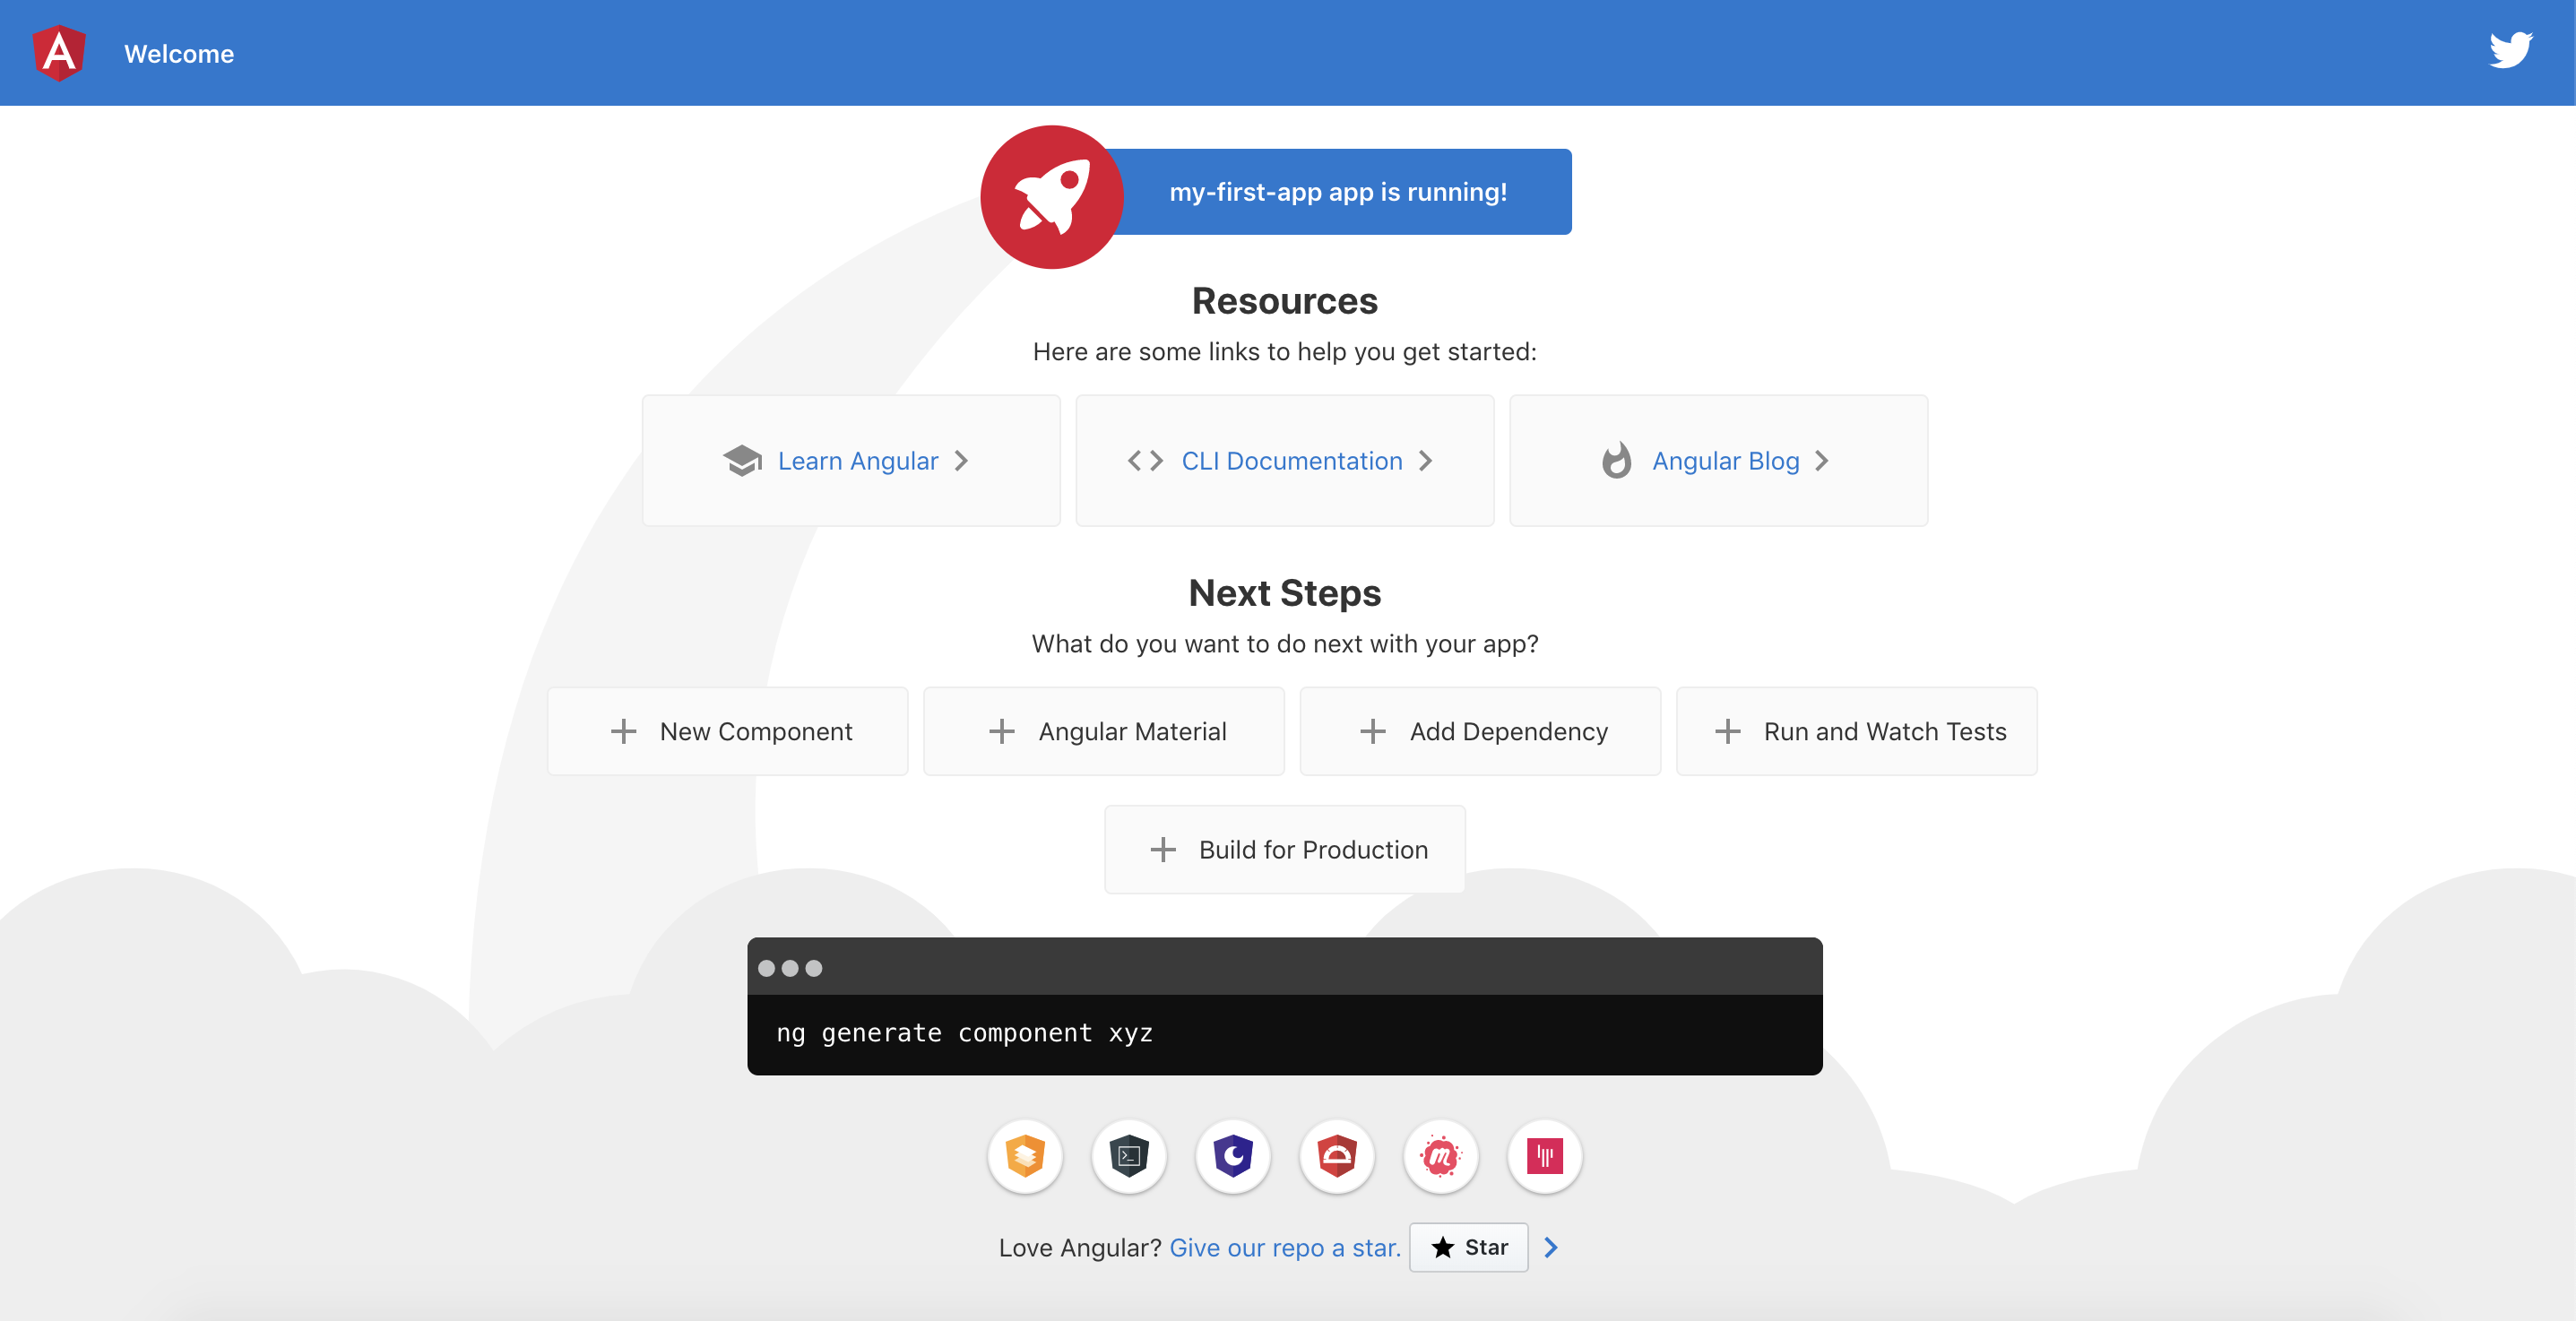 Welcome
my-first-app app is running!
Resources
Here are some links to help you get started:
Learn Angular
CLI Documentation
Angular Blog
Next Steps
What do you want to do next with your app?
New Component
Angular Material
Add Dependency
Run and Watch Tests
Build for Production
ng generate component xyz
Love Angular? Give our repo a star. Star